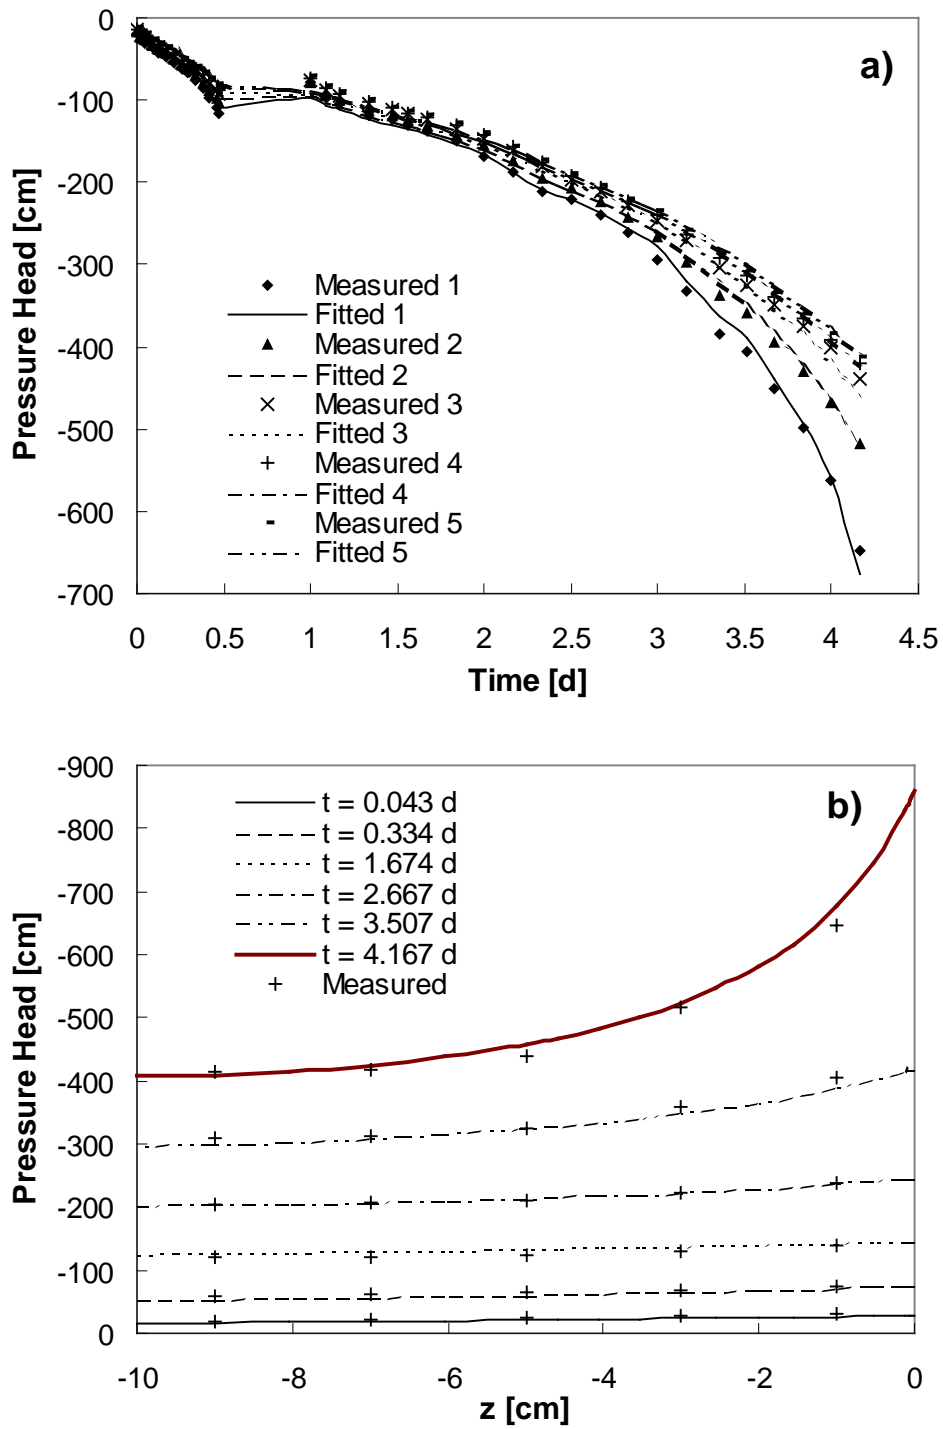 0
-100
-200
-300
-400
-500
-600
-700
Pressure Head [cm]
a)
Measured 1
Fitted 1
Measured 2
Fitted 2
Measured 3
Fitted 3
Measured 4
Fitted 4
Measured 5
Fitted 5
0 0.5 1 1.5 2 2.5 3 3.5 4 4.5
Time [d]
-900
-800
-700
-600
-500
-400
-300
-200
-100
0
Pressure Head [cm]
b)
t = 0.043 d
t = 0.334 d
t = 1.674 d
t = 2.667 d
t = 3.507 d
t = 4.167 d
Measured
-10 -8 -6 -4 -2 0
z [cm]